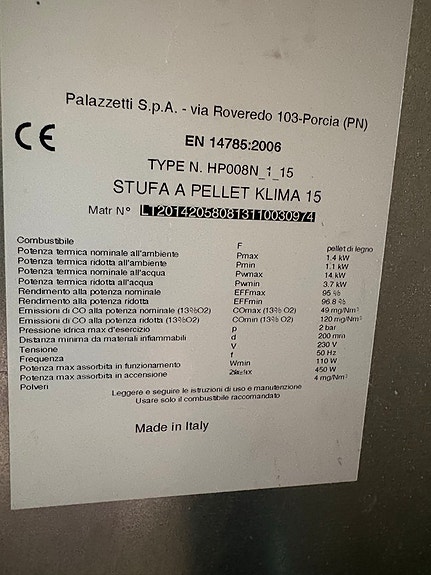 Palazzetti S.p.A. - via Roveredo 103-Porcia (PN)
CE
EN 14785:2006
TYPE N. HP008N_1_15
STUFA A PELLET KLIMA 15
Matr N° LT201420580813110030974
Combustibile F pellet di legno
Potenza termica nominale all'ambiente Pmax 1.4 kW
Potenza termica ridotta all'ambiente Pmin 1.1 kW
Potenza termica nominale all'acqua Pwmax 14 kW
Potenza termica ridotta all'acqua Pwmin 3.7 kW
Rendimento alla potenza nominale EFFmax 95 %
Rendimento alla potenza ridotta EFFmin 96.8 %
Emissioni di CO alla potenza nominale (13%O2) COmax (13% O2) 49 mg/Nm³
Emissioni di CO alla potenza ridotta (13%O2) COmin (13% O2) 120 mg/Nm³
Pressione idrica max d'esercizio p 2 bar
Distanza minima da materiali infiammabili d 200 mm
Tensione V 230 V
Frequenza f 50 Hz
Potenza max assorbita in funzionamento Wmin 110 W
Potenza max assorbita in accensione 450 W
Polveri 4 mg/Nm³
Leggere e seguire le istruzioni di uso e manutenzione
Usare solo il combustibile raccomandato
Made in Italy